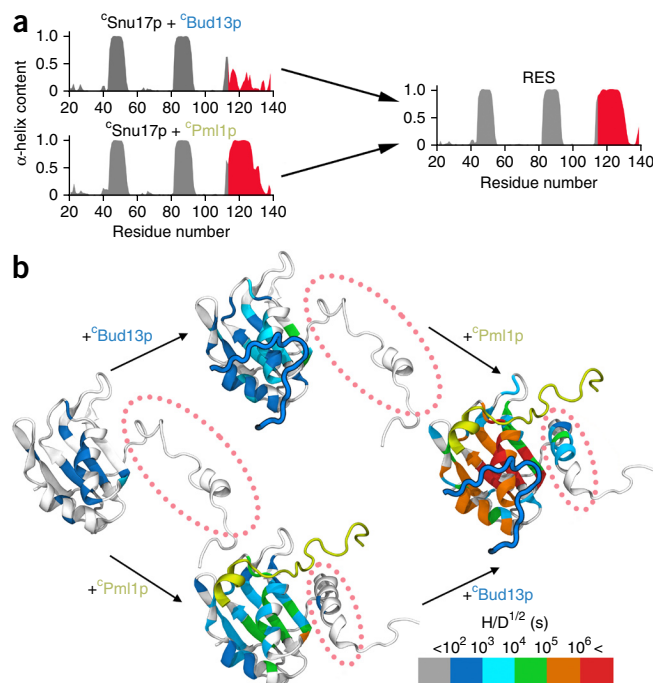 a
ᶜSnu17p + ᶜBud13p
α-helix content
1.0
0.5
0
20 40 60 80 100 120 140
ᶜSnu17p + ᶜPml1p
1.0
0.5
0
20 40 60 80 100 120 140
Residue number
RES
1.0
0.5
0
20 40 60 80 100 120 140
Residue number
b
+ᶜBud13p
+ᶜPml1p
+ᶜPml1p
+ᶜBud13p
H/D¹ᐟ² (s)
<10² 10³ 10⁴ 10⁵ 10⁶<